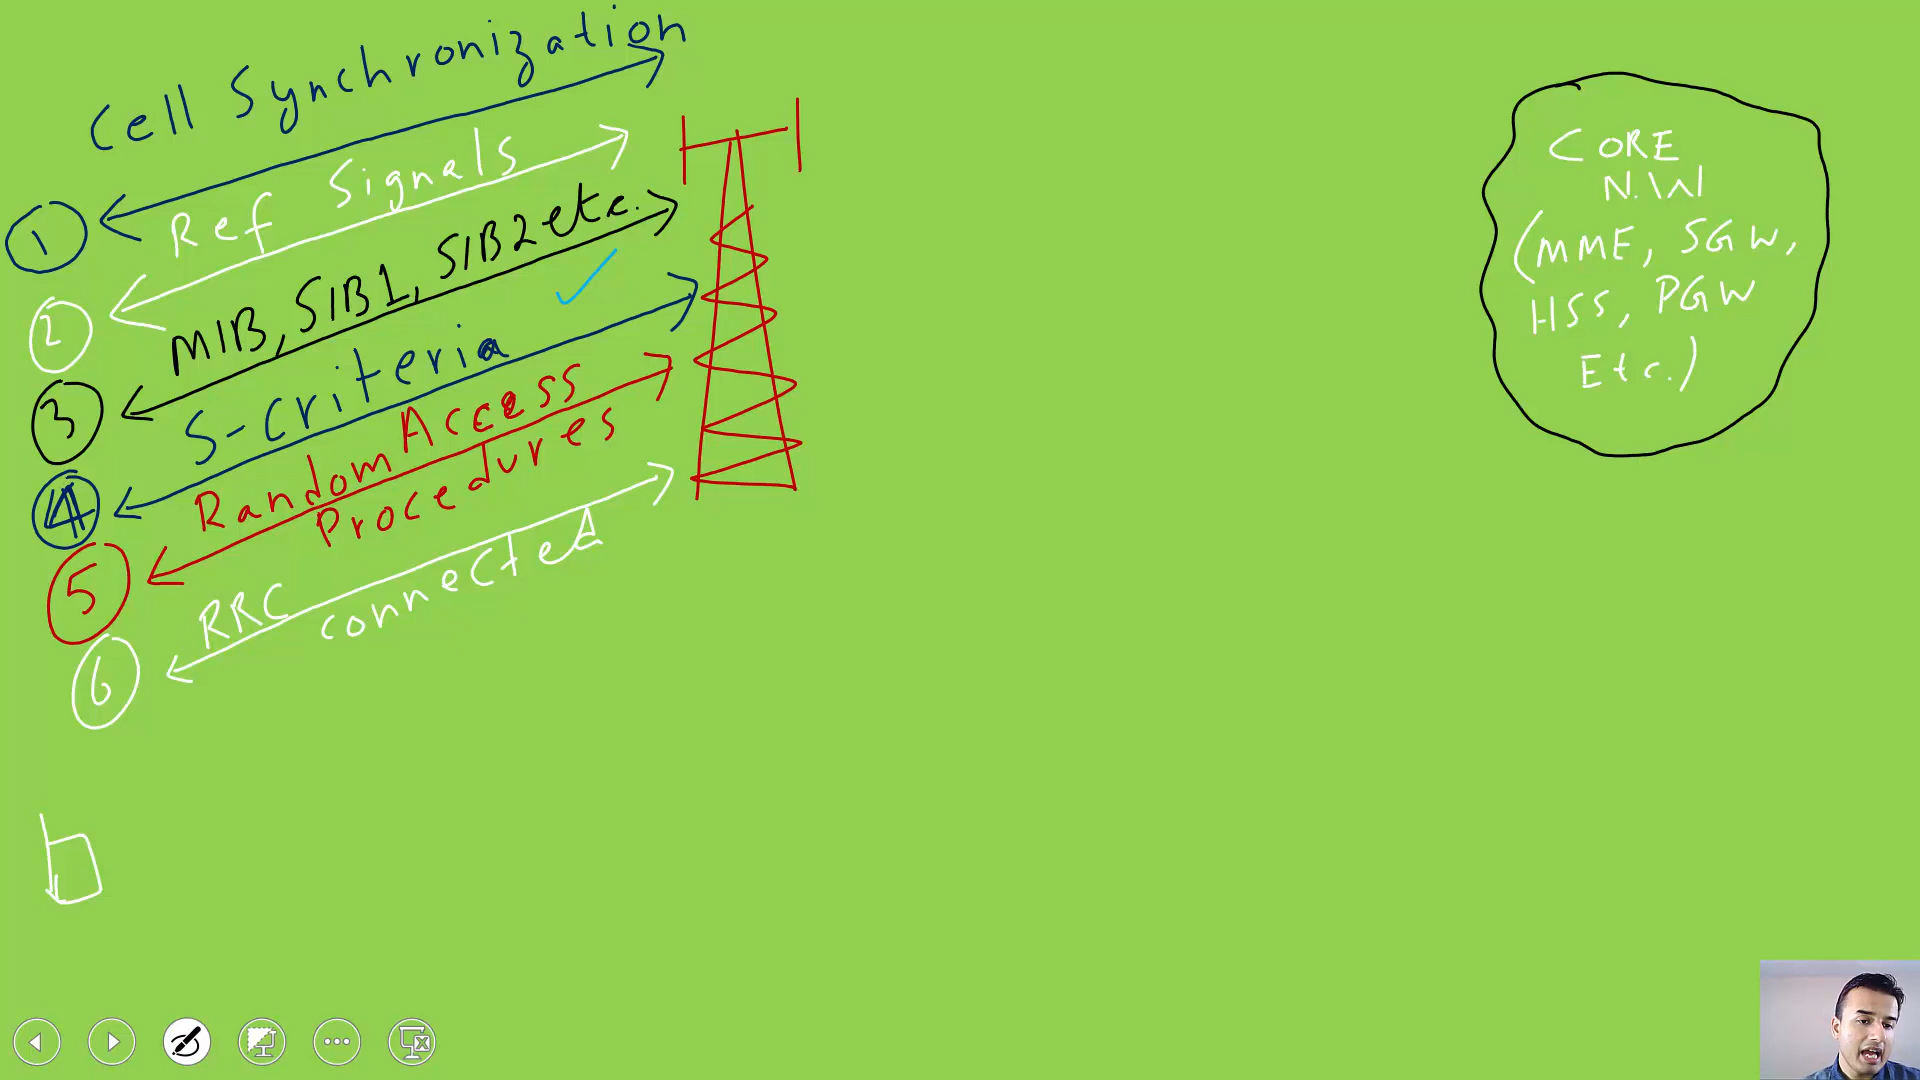 Cell Synchronization
1
Ref Signals
2
MIB, SIB1, SIB2 etc.
3
S-Criteria
4
Random Access
Procedures
5
RRC connected
6
CORE
N.W
(MME, SGW,
HSS, PGW
Etc.)